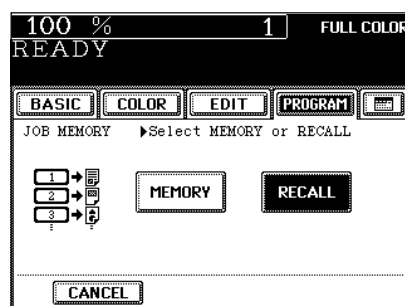 100 % 1 FULL COLOR
READY
BASIC COLOR EDIT PROGRAM
JOB MEMORY ▶Select MEMORY or RECALL
1
2
3
MEMORY RECALL
CANCEL